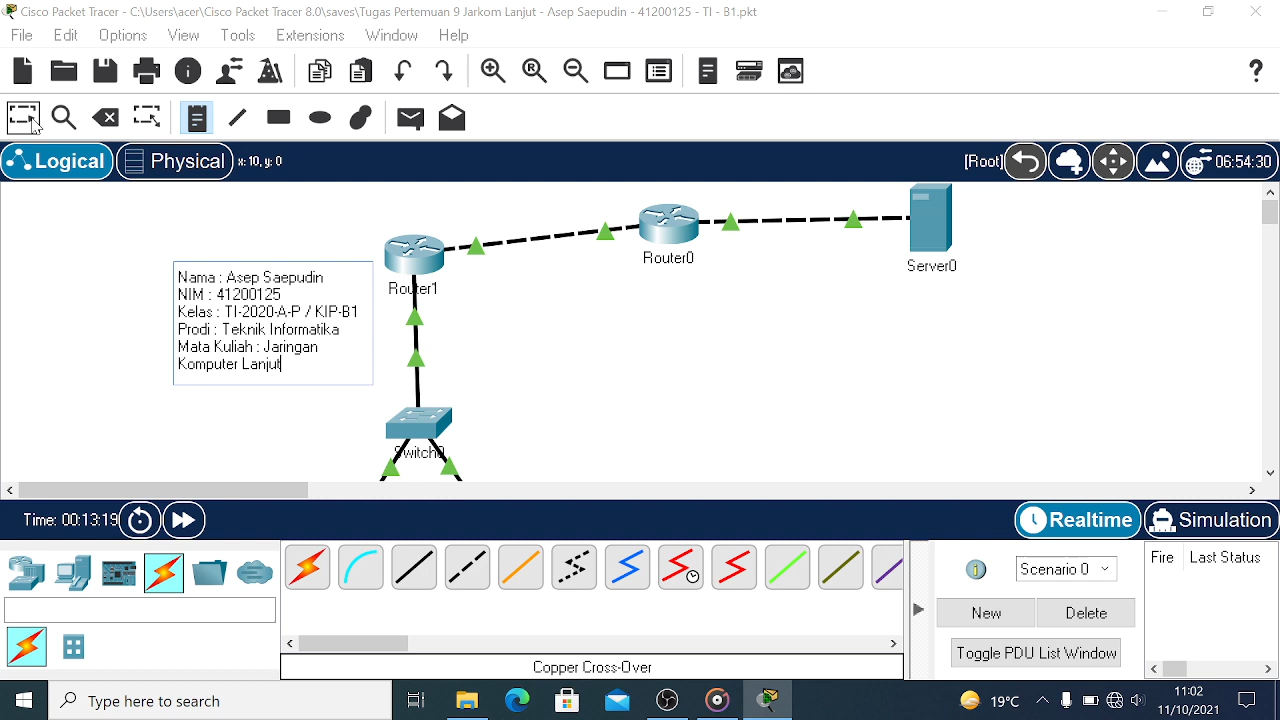 Cisco Packet Tracer - C:\Users\acer\Cisco Packet Tracer 8.0\saves\Tugas Pertemuan 9 Jarkom Lanjut - Asep Saepudin - 41200125 - TI - B1.pkt
File Edit Options View Tools Extensions Window Help
Logical Physical x: 10, y: 0 [Root] 06:54:30
Router1
Router0
Server0
Nama : Asep Saepudin
NIM : 41200125
Kelas : TI-2020-A-P / KIP-B1
Prodi : Teknik Informatika
Mata Kuliah : Jaringan
Komputer Lanjut
Switch0
Time: 00:13:19 Realtime Simulation
Scenario 0
Fire Last Status
New Delete
Toggle PDU List Window
Copper Cross-Over
Type here to search
19°C
11:02
11/10/2021